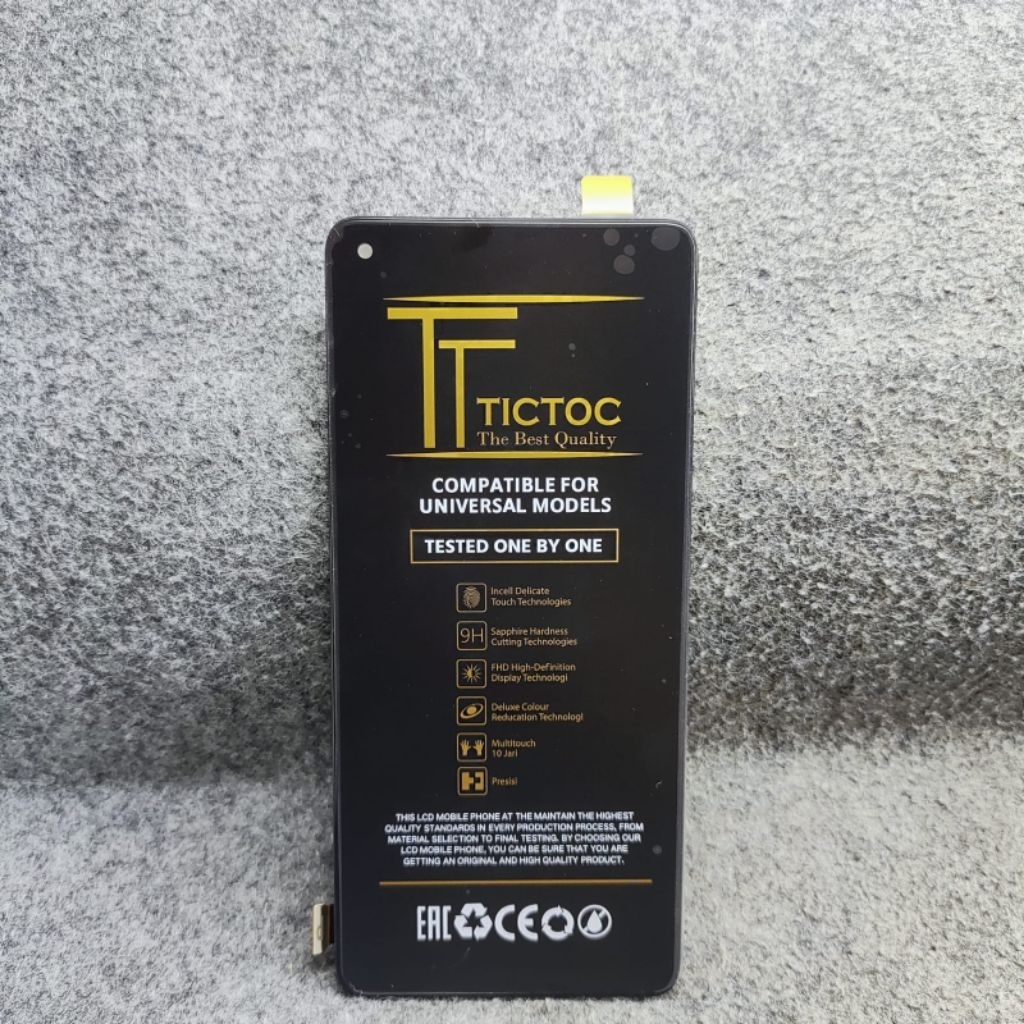 TT
TICTOC
The Best Quality
COMPATIBLE FOR
UNIVERSAL MODELS
TESTED ONE BY ONE
Incell Delicate
Touch Technologies
9H
Sapphire Hardness
Cutting Technologies
FHD High-Definition
Display Technologi
Deluxe Colour
Reducation Technologi
Multitouch
10 Jari
Presisi
THIS LCD MOBILE PHONE AT THE MAINTAIN THE HIGHEST
QUALITY STANDARDS IN EVERY PRODUCTION PROCESS, FROM
MATERIAL SELECTION TO FINAL TESTING. BY CHOOSING OUR
LCD MOBILE PHONE, YOU CAN BE SURE THAT YOU ARE
GETTING AN ORIGINAL AND HIGH QUALITY PRODUCT.
EAC CE